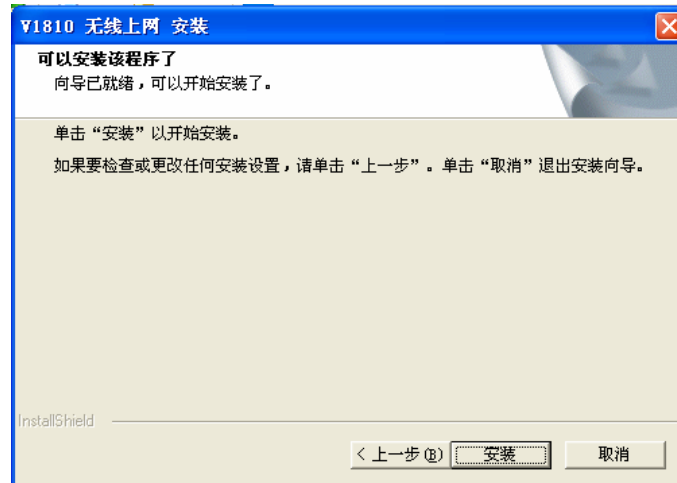 V1810 无线上网 安装
可以安装该程序了
向导已就绪，可以开始安装了。
单击“安装”以开始安装。
如果要检查或更改任何安装设置，请单击“上一步”。单击“取消”退出安装向导。
InstallShield
< 上一步(B) 安装 取消